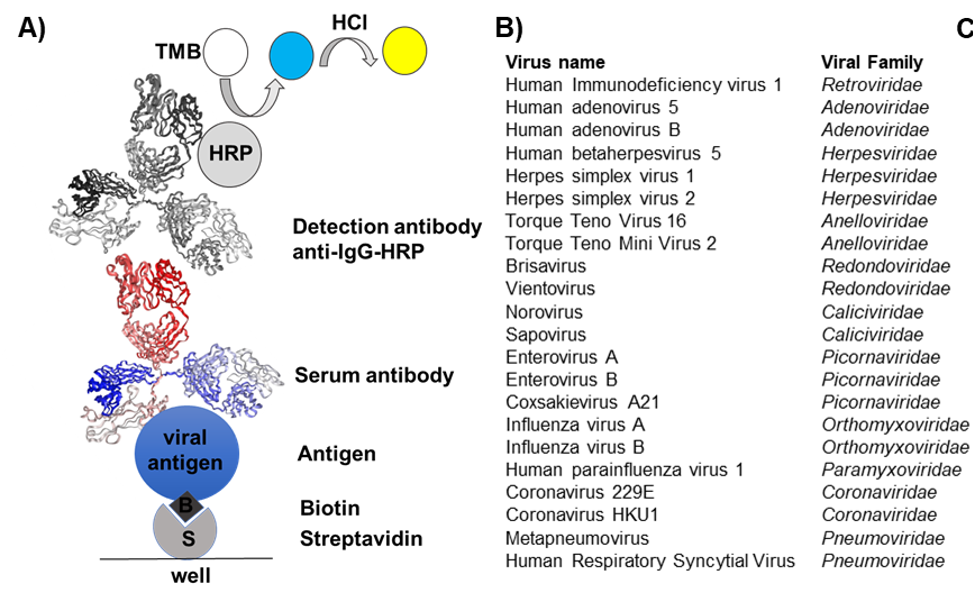 A)
HCl
TMB
HRP
Detection antibody
anti-IgG-HRP
Serum antibody
viral
antigen
Antigen
B
Biotin
S
Streptavidin
well
B)
Virus name Viral Family
Human Immunodeficiency virus 1 Retroviridae
Human adenovirus 5 Adenoviridae
Human adenovirus B Adenoviridae
Human betaherpesvirus 5 Herpesviridae
Herpes simplex virus 1 Herpesviridae
Herpes simplex virus 2 Herpesviridae
Torque Teno Virus 16 Anelloviridae
Torque Teno Mini Virus 2 Anelloviridae
Brisavirus Redondoviridae
Vientovirus Redondoviridae
Norovirus Caliciviridae
Sapovirus Caliciviridae
Enterovirus A Picornaviridae
Enterovirus B Picornaviridae
Coxsakievirus A21 Picornaviridae
Influenza virus A Orthomyxoviridae
Influenza virus B Orthomyxoviridae
Human parainfluenza virus 1 Paramyxoviridae
Coronavirus 229E Coronaviridae
Coronavirus HKU1 Coronaviridae
Metapneumovirus Pneumoviridae
Human Respiratory Syncytial Virus Pneumoviridae
C